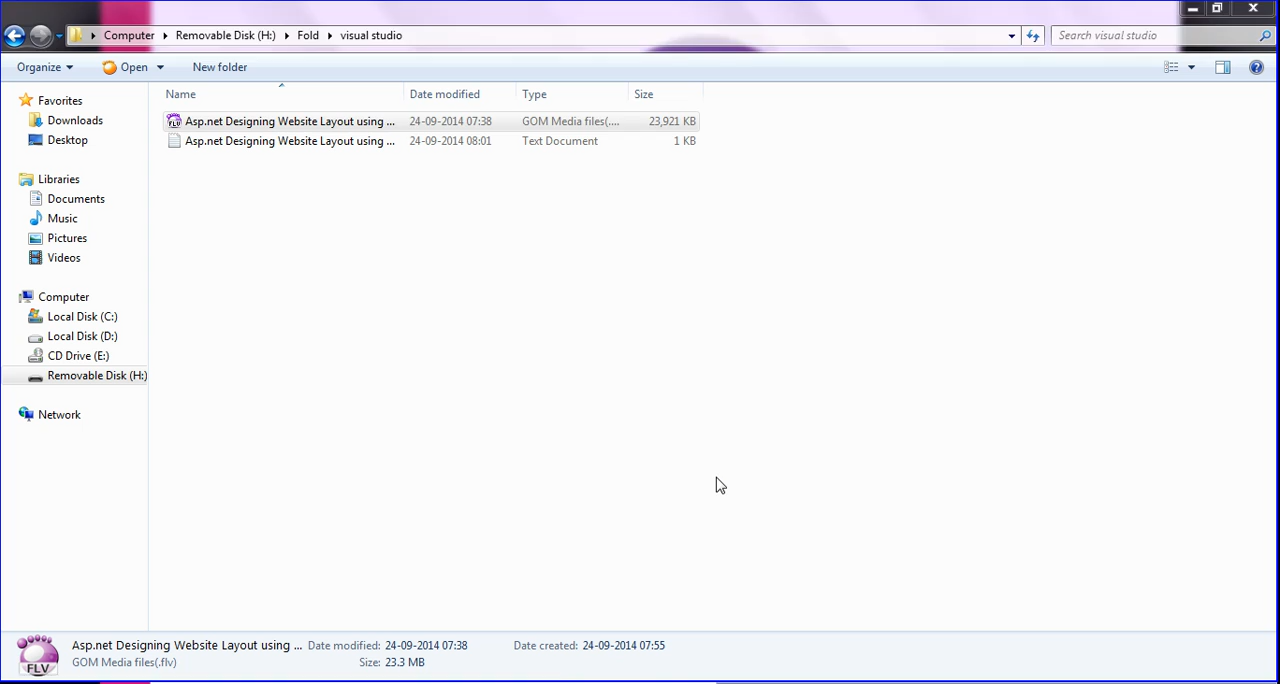 Computer Removable Disk (H:) Fold visual studio Search visual studio
Organize Open New folder
Name Date modified Type Size
Asp.net Designing Website Layout using ... 24-09-2014 07:38 GOM Media files(.... 23,921 KB
Asp.net Designing Website Layout using ... 24-09-2014 08:01 Text Document 1 KB
Favorites
Downloads
Desktop
Libraries
Documents
Music
Pictures
Videos
Computer
Local Disk (C:)
Local Disk (D:)
CD Drive (E:)
Removable Disk (H:)
Network
Asp.net Designing Website Layout using ... Date modified: 24-09-2014 07:38 Date created: 24-09-2014 07:55
GOM Media files(.flv) Size: 23.3 MB
FLV